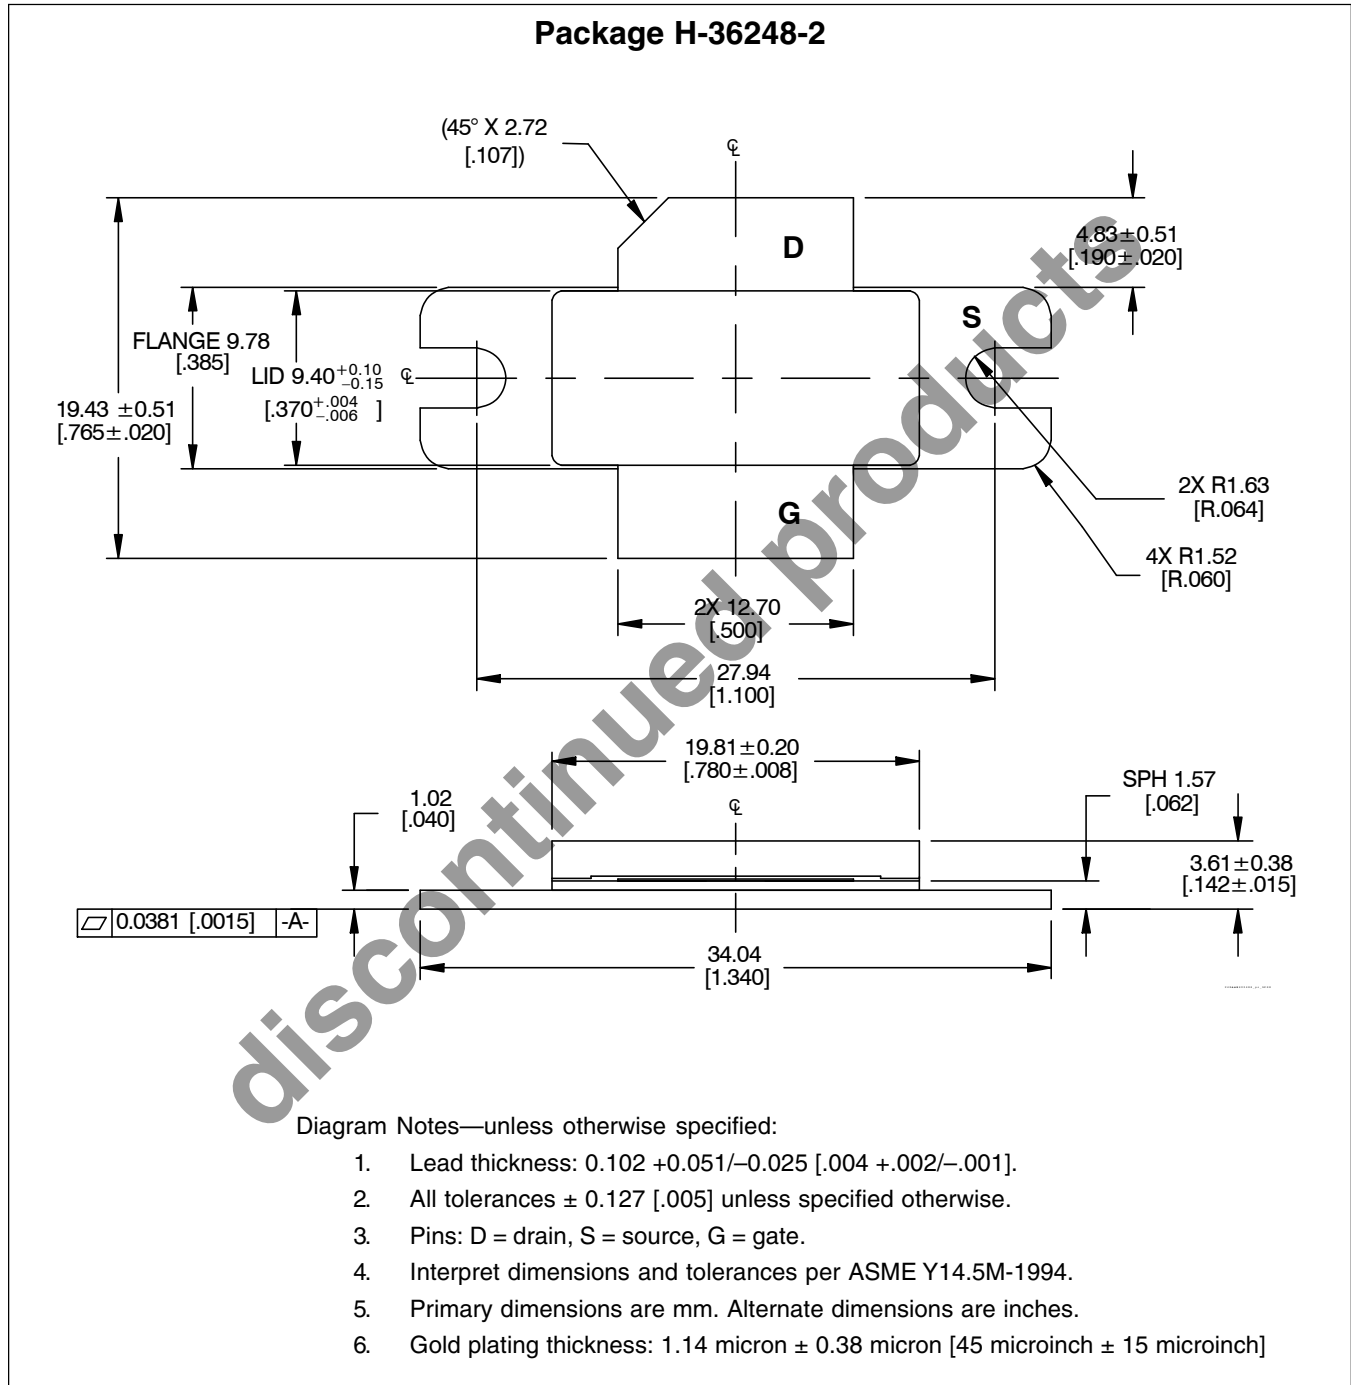 Package H-36248-2
(45° X 2.72
[.107])
℄
D
4.83±0.51
[.190±.020]
S
FLANGE 9.78
[.385]
LID 9.40+0.10
–0.15
℄
[.370+.004
–.006 ]
19.43 ±0.51
[.765±.020]
G
2X R1.63
[R.064]
4X R1.52
[R.060]
2X 12.70
[.500]
27.94
[1.100]
19.81±0.20
[.780±.008]
SPH 1.57
[.062]
1.02
[.040]
℄
3.61±0.38
[.142±.015]
⏥ 0.0381 [.0015] -A-
34.04
[1.340]
discontinued products
Diagram Notes—unless otherwise specified:
1. Lead thickness: 0.102 +0.051/–0.025 [.004 +.002/–.001].
2. All tolerances ± 0.127 [.005] unless specified otherwise.
3. Pins: D = drain, S = source, G = gate.
4. Interpret dimensions and tolerances per ASME Y14.5M-1994.
5. Primary dimensions are mm. Alternate dimensions are inches.
6. Gold plating thickness: 1.14 micron ± 0.38 micron [45 microinch ± 15 microinch]